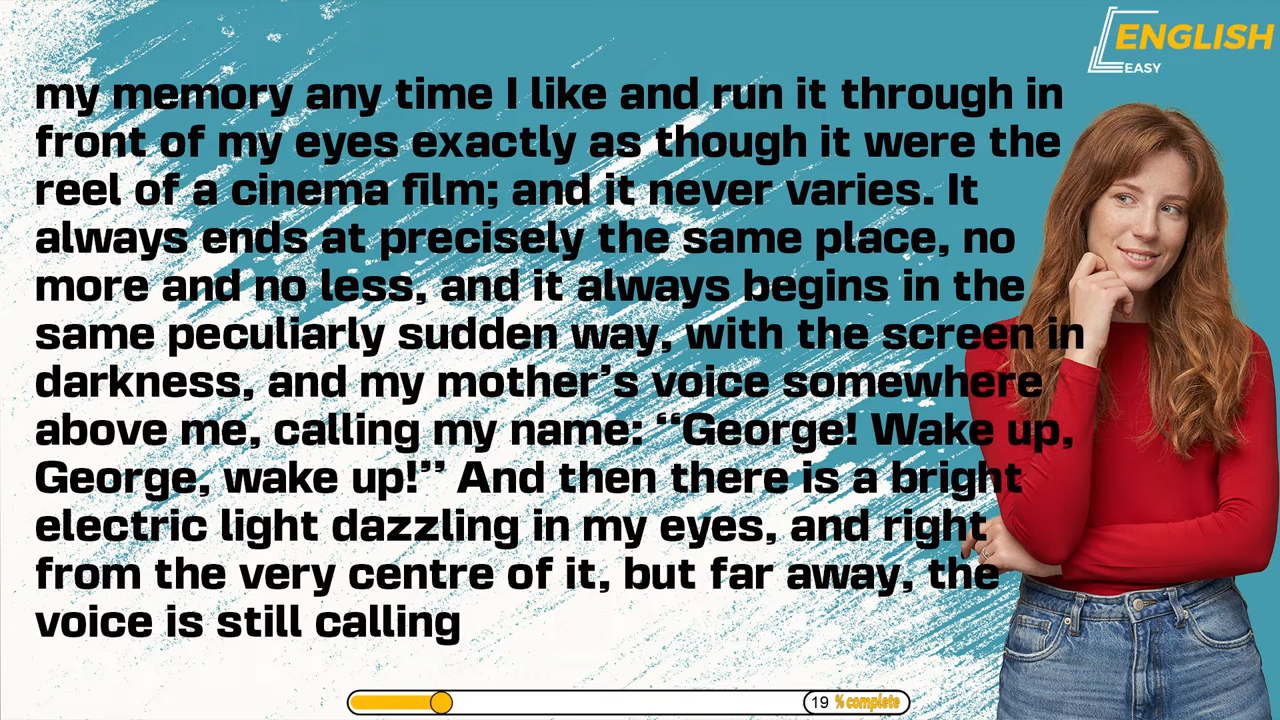 ENGLISH
EASY
my memory any time I like and run it through in
front of my eyes exactly as though it were the
reel of a cinema film; and it never varies. It
always ends at precisely the same place, no
more and no less, and it always begins in the
same peculiarly sudden way, with the screen in
darkness, and my mother’s voice somewhere
above me, calling my name: “George! Wake up,
George, wake up!” And then there is a bright
electric light dazzling in my eyes, and right
from the very centre of it, but far away, the
voice is still calling
19 % complete